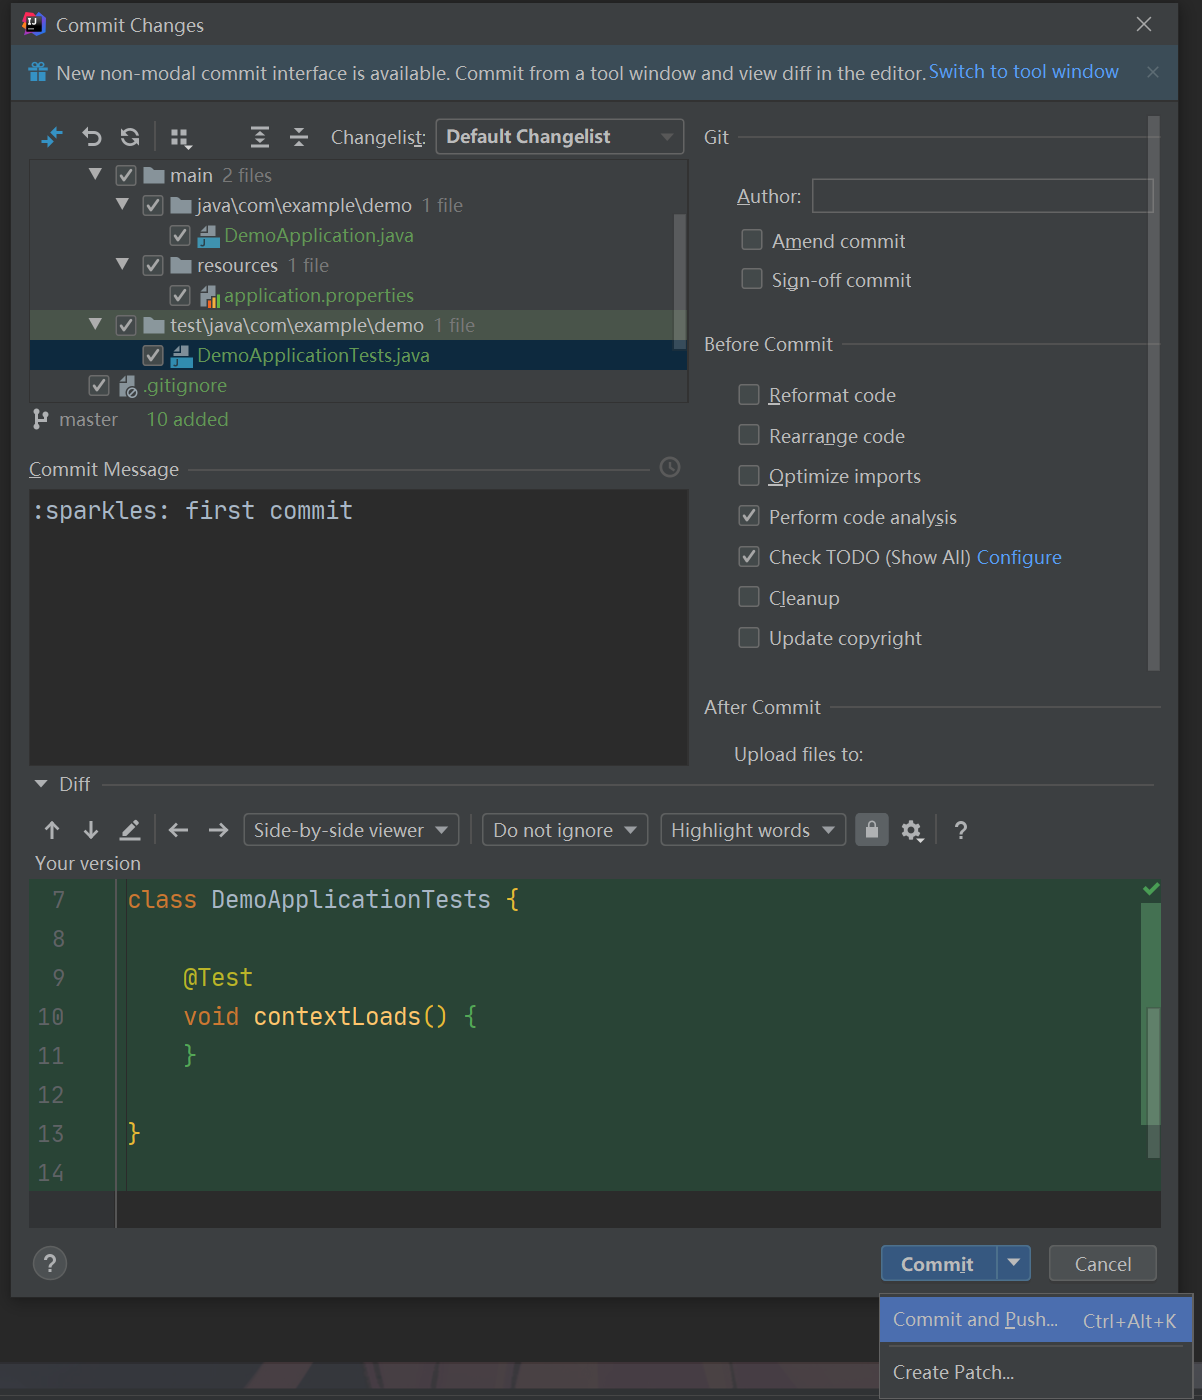 Commit Changes
New non-modal commit interface is available. Commit from a tool window and view diff in the editor. Switch to tool window
Changelist: Default Changelist
main 2 files
java\com\example\demo 1 file
DemoApplication.java
resources 1 file
application.properties
test\java\com\example\demo 1 file
DemoApplicationTests.java
.gitignore
master 10 added
Commit Message
:sparkles: first commit
Git
Author:
Amend commit
Sign-off commit
Before Commit
Reformat code
Rearrange code
Optimize imports
Perform code analysis
Check TODO (Show All) Configure
Cleanup
Update copyright
After Commit
Upload files to:
Diff
Side-by-side viewer Do not ignore Highlight words ?
Your version
7 class DemoApplicationTests {
8
9 @Test
10 void contextLoads() {
11 }
12
13 }
14
? Commit Cancel
Commit and Push... Ctrl+Alt+K
Create Patch...